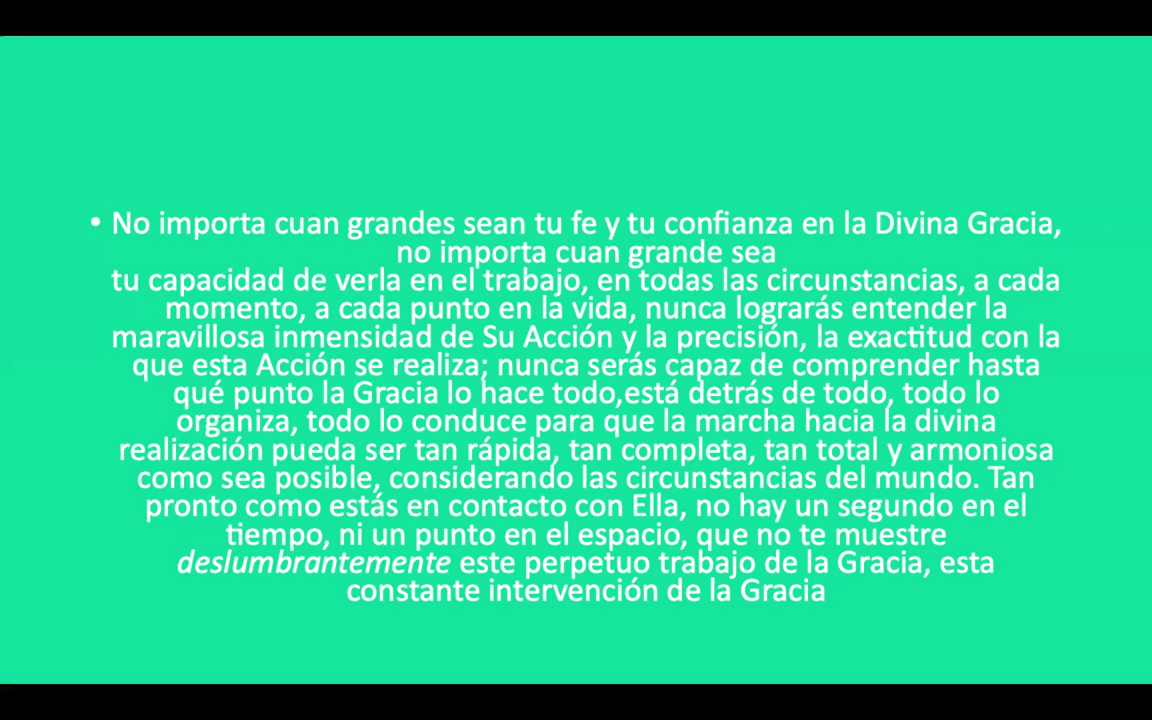 • No importa cuan grandes sean tu fe y tu confianza en la Divina Gracia,
no importa cuan grande sea
tu capacidad de verla en el trabajo, en todas las circunstancias, a cada
momento, a cada punto en la vida, nunca lograrás entender la
maravillosa inmensidad de Su Acción y la precisión, la exactitud con la
que esta Acción se realiza; nunca serás capaz de comprender hasta
qué punto la Gracia lo hace todo,está detrás de todo, todo lo
organiza, todo lo conduce para que la marcha hacia la divina
realización pueda ser tan rápida, tan completa, tan total y armoniosa
como sea posible, considerando las circunstancias del mundo. Tan
pronto como estás en contacto con Ella, no hay un segundo en el
tiempo, ni un punto en el espacio, que no te muestre
deslumbrantemente este perpetuo trabajo de la Gracia, esta
constante intervención de la Gracia